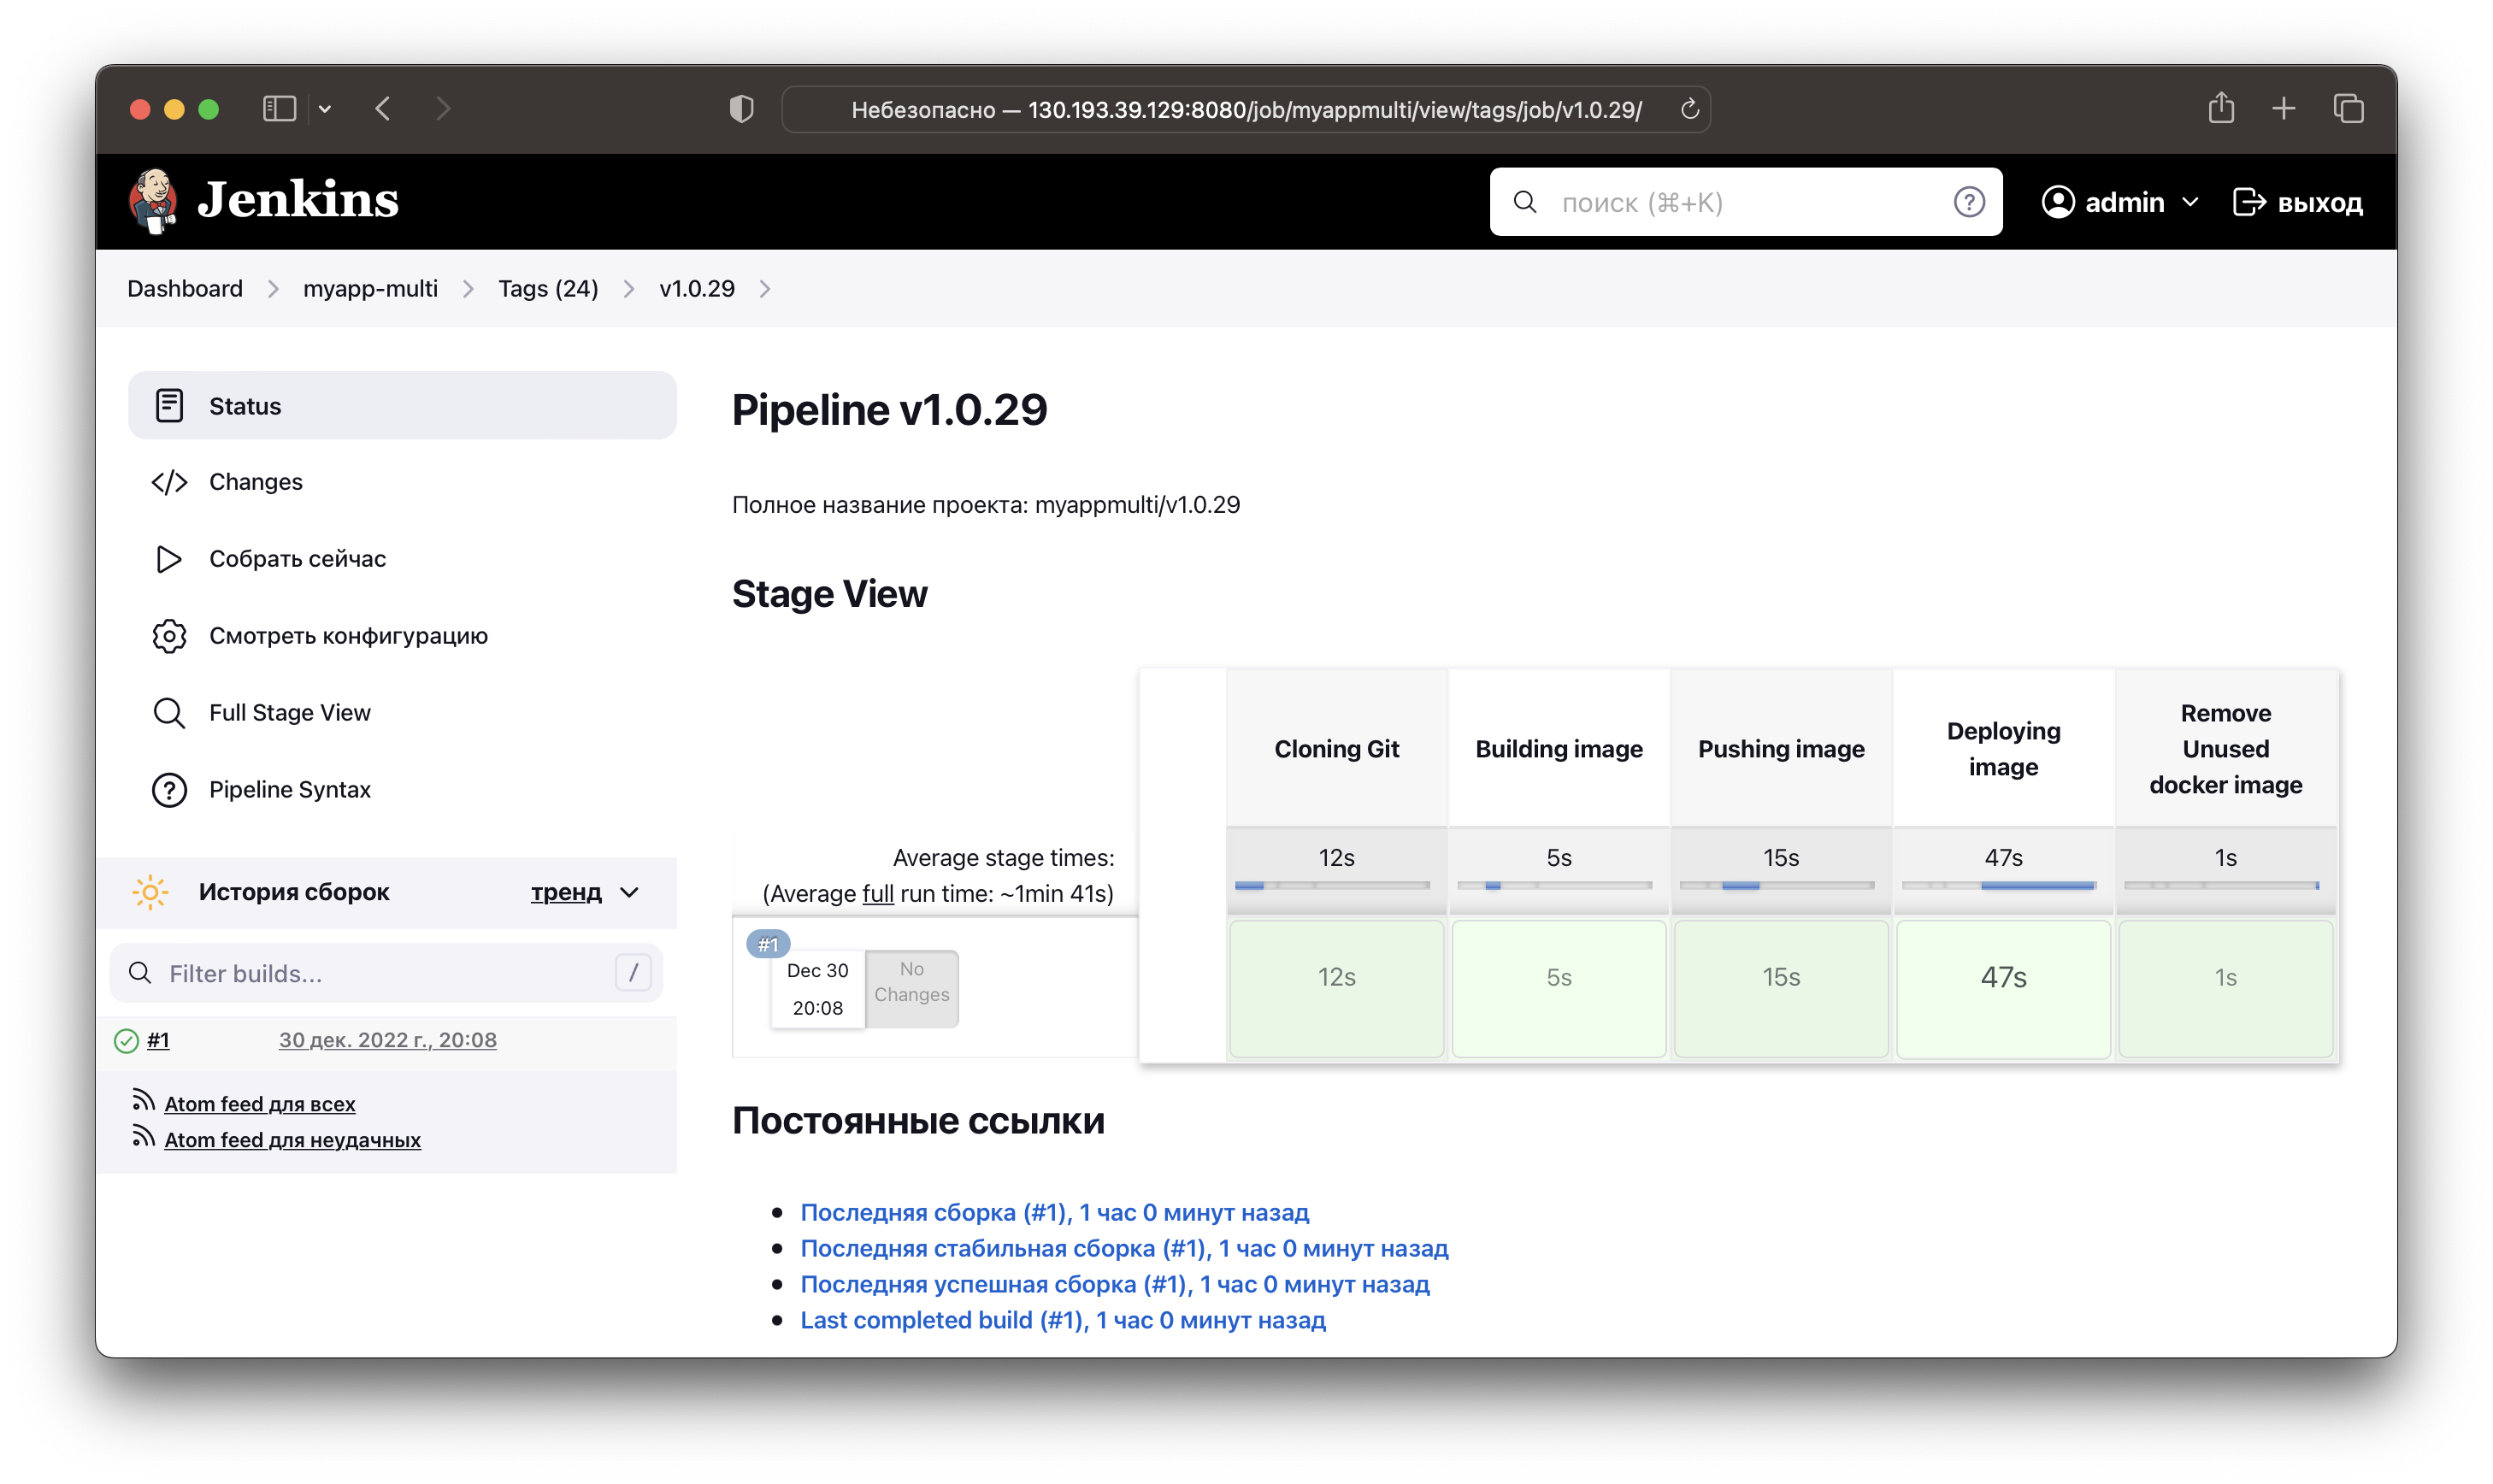 Небезопасно — 130.193.39.129:8080/job/myappmulti/view/tags/job/v1.0.29/
Jenkins
поиск (⌘+K)
?
admin
выход
Dashboard
myapp-multi
Tags (24)
v1.0.29
Status
Changes
Собрать сейчас
Смотреть конфигурацию
Full Stage View
Pipeline Syntax
История сборок
тренд
Filter builds...
/
#1
30 дек. 2022 г., 20:08
Atom feed для всех
Atom feed для неудачных
Pipeline v1.0.29
Полное название проекта: myappmulti/v1.0.29
Stage View
Cloning Git
Building image
Pushing image
Deploying
image
Remove
Unused
docker image
Average stage times:
(Average full run time: ~1min 41s)
12s
5s
15s
47s
1s
#1
Dec 30
20:08
No
Changes
12s
5s
15s
47s
1s
Постоянные ссылки
Последняя сборка (#1), 1 час 0 минут назад
Последняя стабильная сборка (#1), 1 час 0 минут назад
Последняя успешная сборка (#1), 1 час 0 минут назад
Last completed build (#1), 1 час 0 минут назад